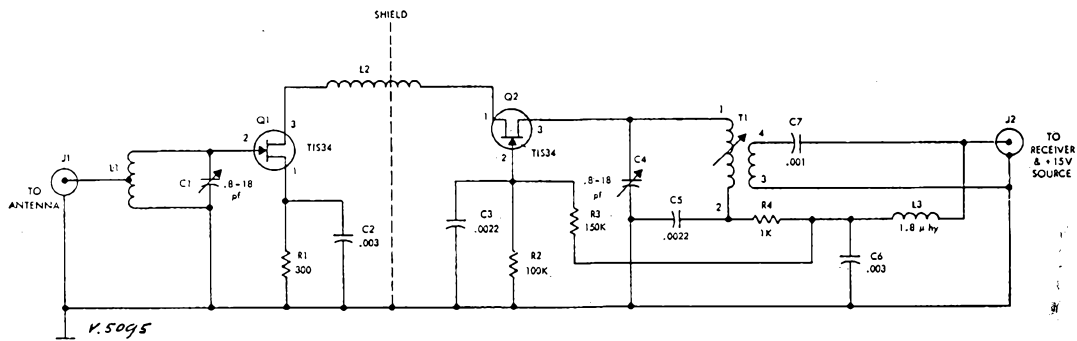 SHIELD
L2
Q2
Q1
1
3
3
2
TIS34
1
TIS34
2
J1
TO
ANTENNA
L1
C1
.8-18
pf
C2
.003
R1
300
C3
.0022
R2
100K
R3
150K
C4
.8-18
pf
C5
.0022
1
T1
2
4
3
C7
.001
R4
1K
C6
.003
L3
1.8 μ hy
J2
TO
RECEIVER
& +15V
SOURCE
V.5095